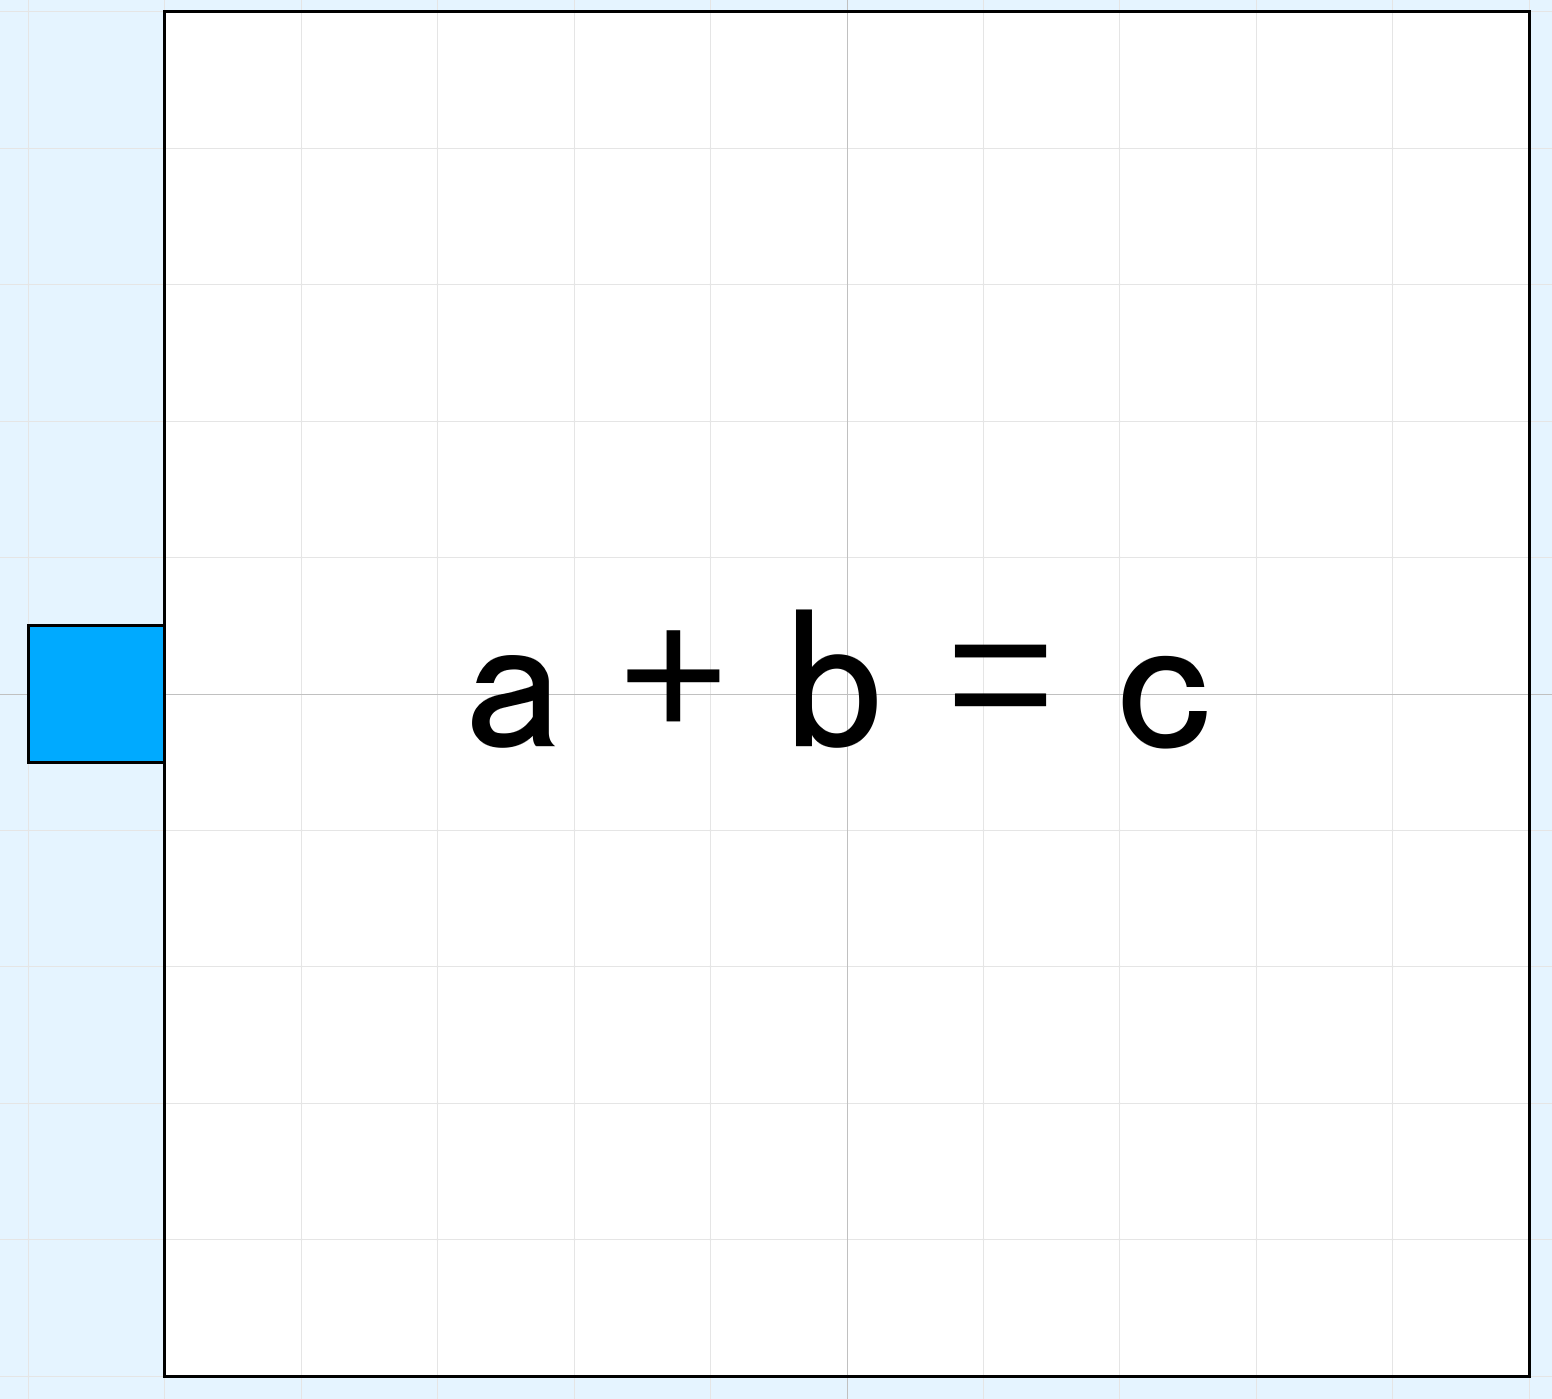 a + b = c